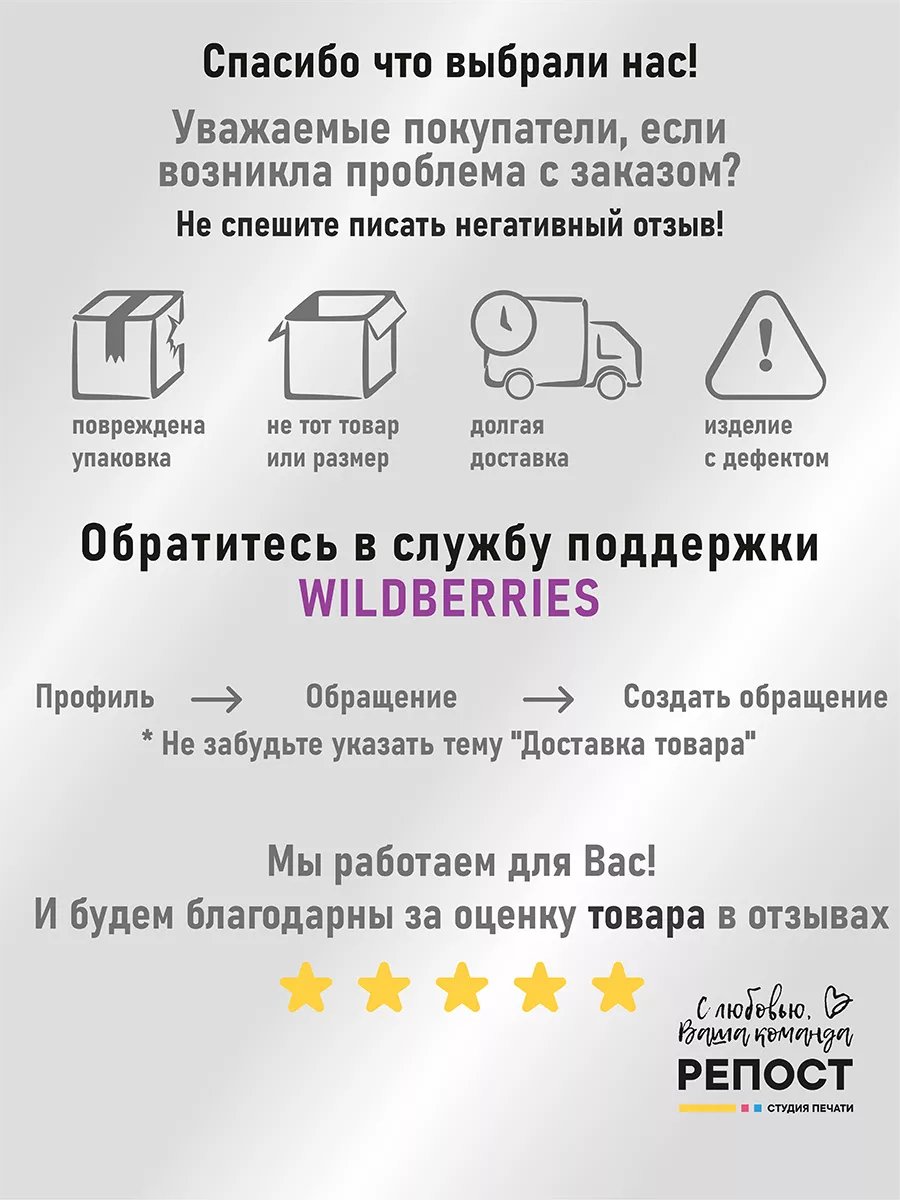 Спасибо что выбрали нас!
Уважаемые покупатели, если
возникла проблема с заказом?
Не спешите писать негативный отзыв!
повреждена
упаковка
не тот товар
или размер
долгая
доставка
изделие
с дефектом
Обратитесь в службу поддержки
WILDBERRIES
Профиль → Обращение → Создать обращение
* Не забудьте указать тему "Доставка товара"
Мы работаем для Вас!
И будем благодарны за оценку товара в отзывах
С любовью,
Ваша команда
РЕПОСТ
СТУДИЯ ПЕЧАТИ